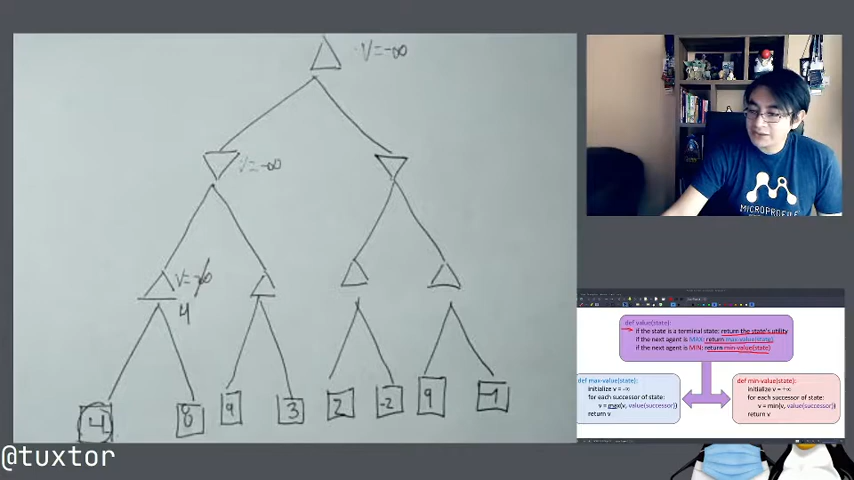 V=-∞
V=-∞
V=-∞
4
4 8 9 3 2 -2 9 -1
MICROPROFILE
def value(state):
if the state is a terminal state: return the state's utility
if the next agent is MAX: return max-value(state)
if the next agent is MIN: return min-value(state)
def max-value(state):
initialize v = -∞
for each successor of state:
v = max(v, value(successor))
return v
def min-value(state):
initialize v = +∞
for each successor of state:
v = min(v, value(successor))
return v
@tuxtor